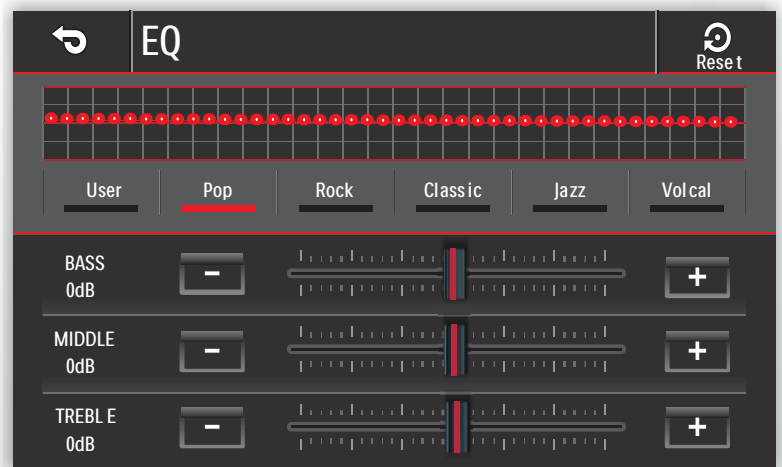 EQ
Reset
User Pop Rock Classic Jazz Volcal
BASS
0dB
- +
MIDDLE
0dB
- +
TREBLE
0dB
- +